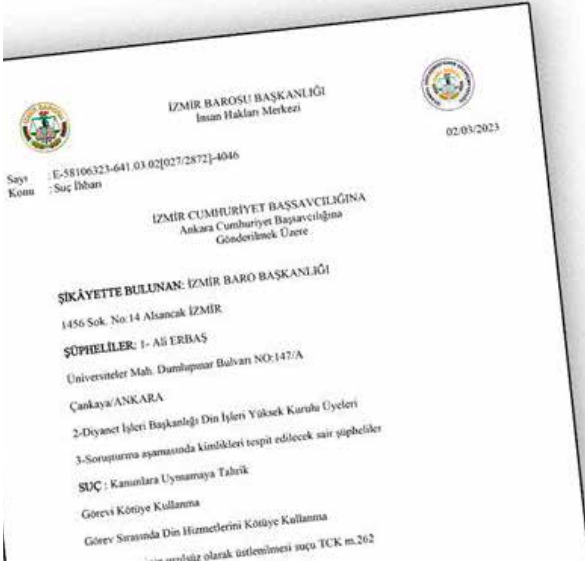 İZMİR BAROSU BAŞKANLIĞI
İnsan Hakları Merkezi
02/03/2023
Sayı : E-58106323-641.03.02[027/2872]-4046
Konu : Suç İhbarı
İZMİR CUMHURİYET BAŞSAVCILIĞINA
Ankara Cumhuriyet Başsavcılığına
Gönderilmek Üzere
ŞİKÂYETTE BULUNAN: İZMİR BARO BAŞKANLIĞI
1456 Sok. No:14 Alsancak İZMİR
ŞÜPHELİLER: 1- Ali ERBAŞ
Üniversiteler Mah. Dumlupınar Bulvarı NO:147/A
Çankaya/ANKARA
2-Diyanet İşleri Başkanlığı Din İşleri Yüksek Kurulu Üyeleri
3-Soruşturma aşamasında kimlikleri tespit edilecek sair şüpheliler
SUÇ : Kanunlara Uymamaya Tahrik
Görevi Kötüye Kullanma
Görev Sırasında Din Hizmetlerini Kötüye Kullanma
usulsüz olarak üstlenilmesi suçu TCK m.262